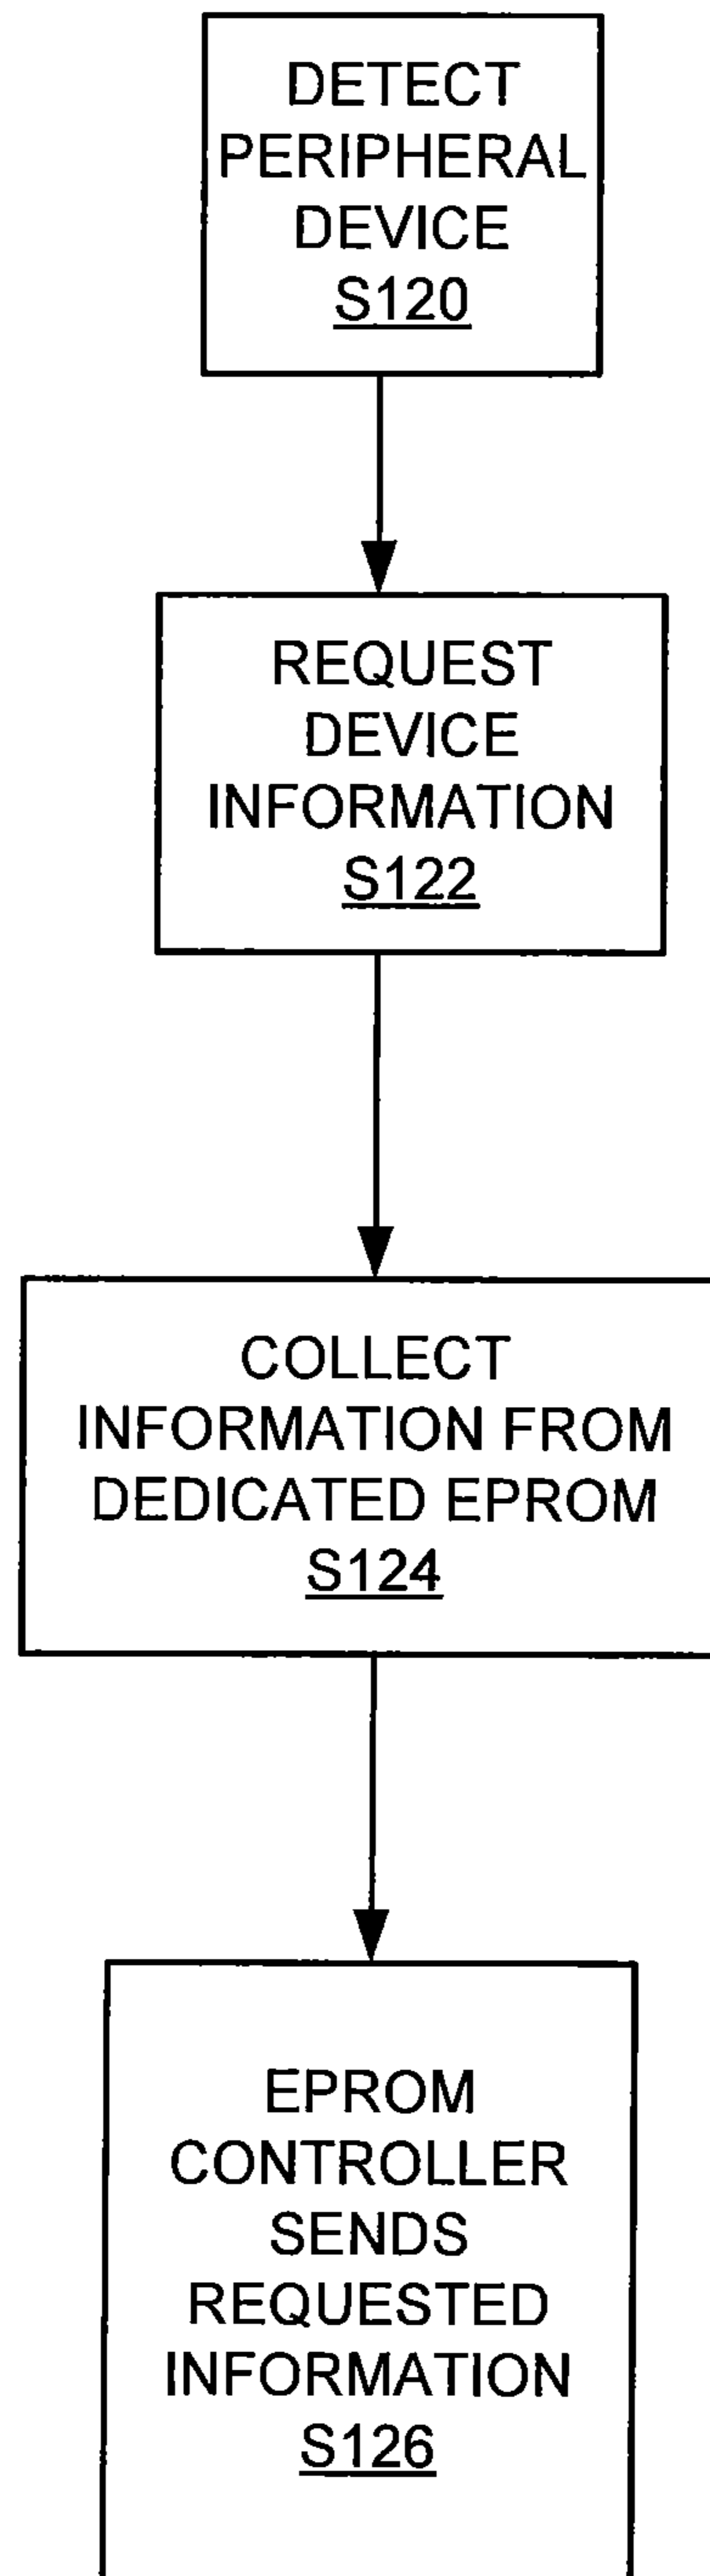 DETECT
PERIPHERAL
DEVICE
S120
REQUEST
DEVICE
INFORMATION
S122
COLLECT
INFORMATION FROM
DEDICATED EPROM
S124
EPROM
CONTROLLER
SENDS
REQUESTED
INFORMATION
S126